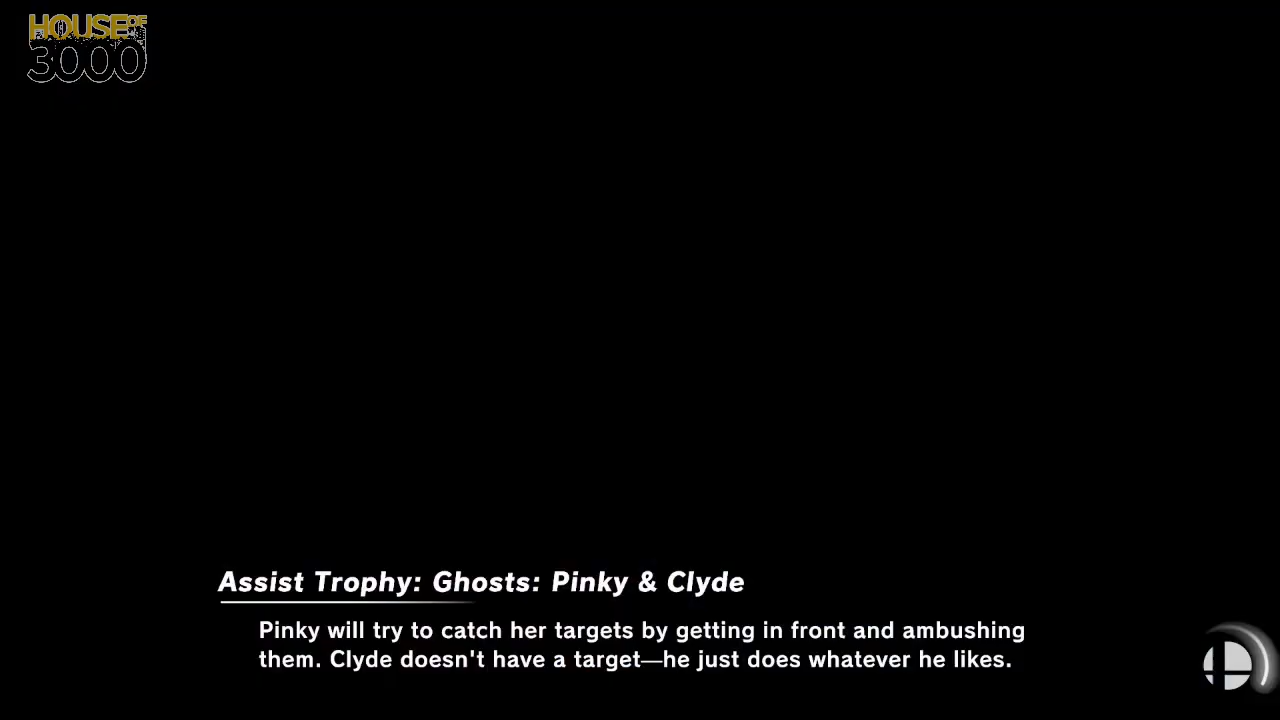 HOUSE OF
3000
Assist Trophy: Ghosts: Pinky & Clyde
Pinky will try to catch her targets by getting in front and ambushing
them. Clyde doesn't have a target—he just does whatever he likes.